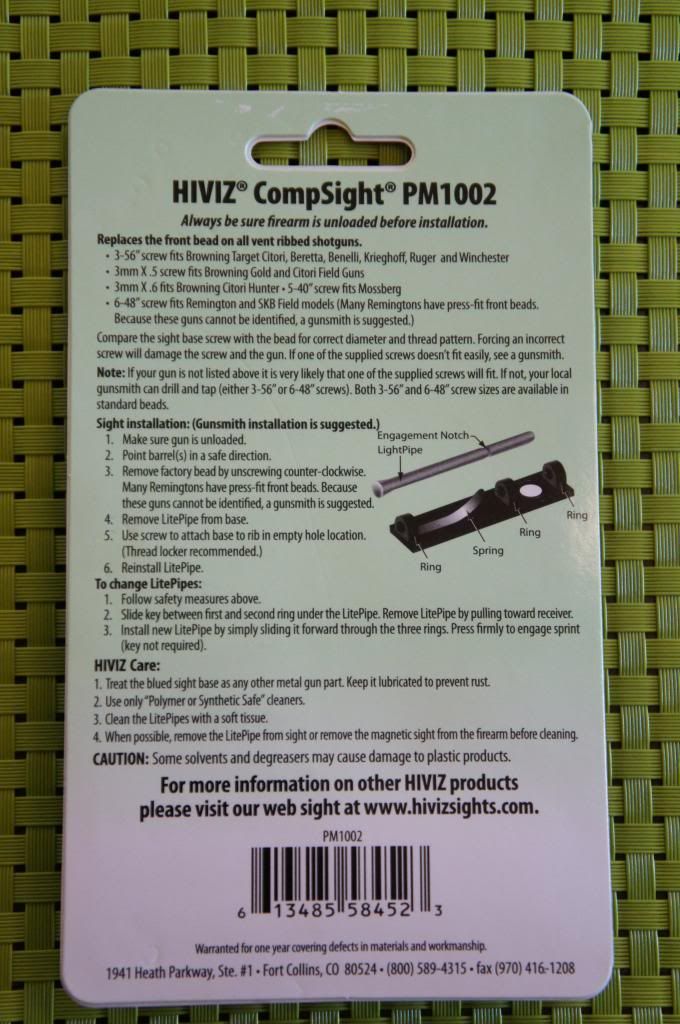 HIVIZ® CompSight® PM1002
Always be sure firearm is unloaded before installation.
Replaces the front bead on all vent ribbed shotguns.
• 3-56" screw fits Browning Target Citori, Beretta, Benelli, Krieghoff, Ruger and Winchester
• 3mm X .5 screw fits Browning Gold and Citori Field Guns
• 3mm X .6 fits Browning Citori Hunter • 5-40" screw fits Mossberg
• 6-48" screw fits Remington and SKB Field models (Many Remingtons have press-fit front beads.
Because these guns cannot be identified, a gunsmith is suggested.)
Compare the sight base screw with the bead for correct diameter and thread pattern. Forcing an incorrect
screw will damage the screw and the gun. If one of the supplied screws doesn't fit easily, see a gunsmith.
Note: If your gun is not listed above it is very likely that one of the supplied screws will fit. If not, your local
gunsmith can drill and tap (either 3-56" or 6-48" screws). Both 3-56" and 6-48" screw sizes are available in
standard beads.
Sight installation: (Gunsmith installation is suggested.)
1. Make sure gun is unloaded.
2. Point barrel(s) in a safe direction.
3. Remove factory bead by unscrewing counter-clockwise.
Many Remingtons have press-fit front beads. Because
these guns cannot be identified, a gunsmith is suggested.
4. Remove LitePipe from base.
5. Use screw to attach base to rib in empty hole location.
(Thread locker recommended.)
6. Reinstall LitePipe.
Engagement Notch
LightPipe
Ring
Ring
Spring
Ring
To change LitePipes:
1. Follow safety measures above.
2. Slide key between first and second ring under the LitePipe. Remove LitePipe by pulling toward receiver.
3. Install new LitePipe by simply sliding it forward through the three rings. Press firmly to engage sprint
(key not required).
HIVIZ Care:
1. Treat the blued sight base as any other metal gun part. Keep it lubricated to prevent rust.
2. Use only "Polymer or Synthetic Safe" cleaners.
3. Clean the LitePipes with a soft tissue.
4. When possible, remove the LitePipe from sight or remove the magnetic sight from the firearm before cleaning.
CAUTION: Some solvents and degreasers may cause damage to plastic products.
For more information on other HIVIZ products
please visit our web sight at www.hivizsights.com.
PM1002
6 13485 58452 3
Warranted for one year covering defects in materials and workmanship.
1941 Heath Parkway, Ste. #1 • Fort Collins, CO 80524 • (800) 589-4315 • fax (970) 416-1208